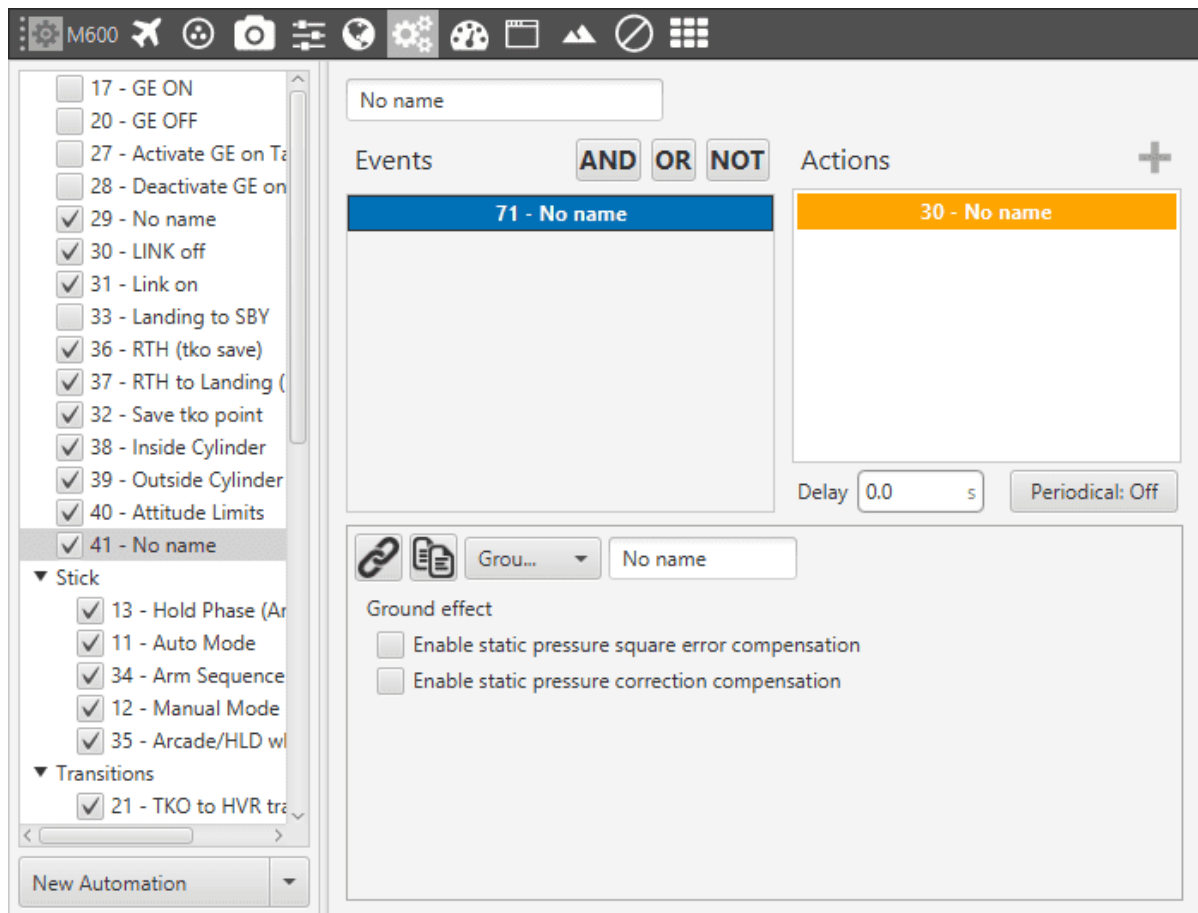 M600
17 - GE ON
20 - GE OFF
27 - Activate GE on Ta
28 - Deactivate GE on
29 - No name
30 - LINK off
31 - Link on
33 - Landing to SBY
36 - RTH (tko save)
37 - RTH to Landing (
32 - Save tko point
38 - Inside Cylinder
39 - Outside Cylinder
40 - Attitude Limits
41 - No name
Stick
13 - Hold Phase (Ar
11 - Auto Mode
34 - Arm Sequence
12 - Manual Mode
35 - Arcade/HLD wl
Transitions
21 - TKO to HVR tra
New Automation
No name
Events AND OR NOT
71 - No name
Actions
30 - No name
Delay 0.0 s Periodical: Off
Grou... No name
Ground effect
Enable static pressure square error compensation
Enable static pressure correction compensation